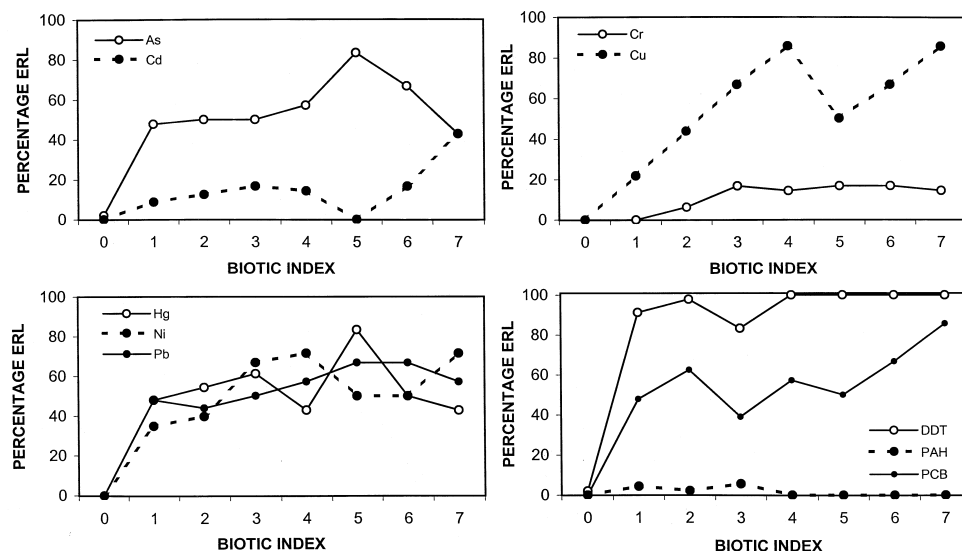 PERCENTAGE ERL
100
80
60
40
20
0
As
Cd
0 1 2 3 4 5 6 7
BIOTIC INDEX
PERCENTAGE ERL
100
80
60
40
20
0
Cr
Cu
0 1 2 3 4 5 6 7
BIOTIC INDEX
PERCENTAGE ERL
100
80
60
40
20
0
Hg
Ni
Pb
0 1 2 3 4 5 6 7
BIOTIC INDEX
PERCENTAGE ERL
100
80
60
40
20
0
DDT
PAH
PCB
0 1 2 3 4 5 6 7
BIOTIC INDEX